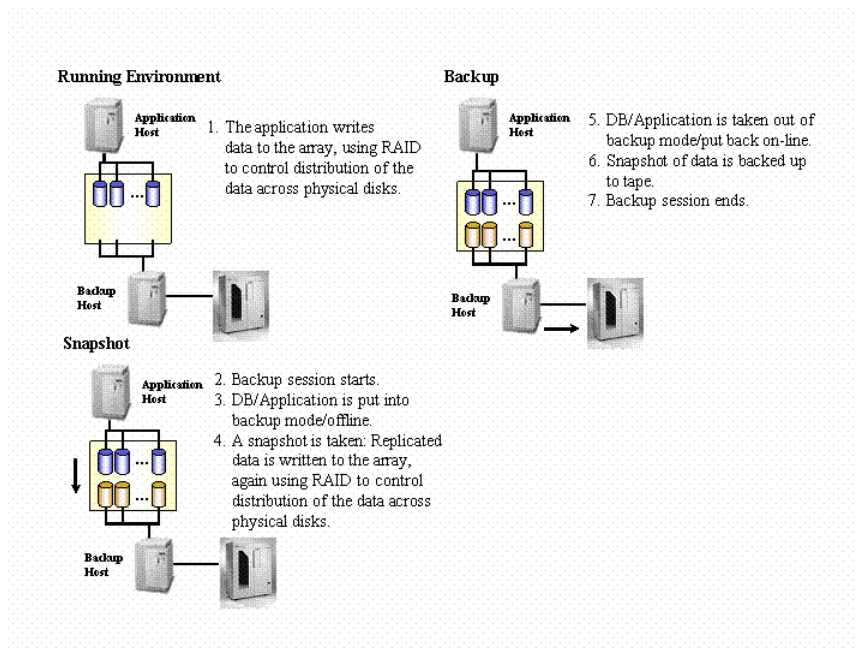 Running Environment
Application
Host
1. The application writes
data to the array, using RAID
to control distribution of the
data across physical disks.
...
Backup
Host
Snapshot
Application
Host
2. Backup session starts.
3. DB/Application is put into
backup mode/offline.
4. A snapshot is taken: Replicated
data is written to the array,
again using RAID to control
distribution of the data across
physical disks.
...
...
Backup
Host
Backup
Application
Host
5. DB/Application is taken out of
backup mode/put back on-line.
6. Snapshot of data is backed up
to tape.
7. Backup session ends.
...
...
Backup
Host